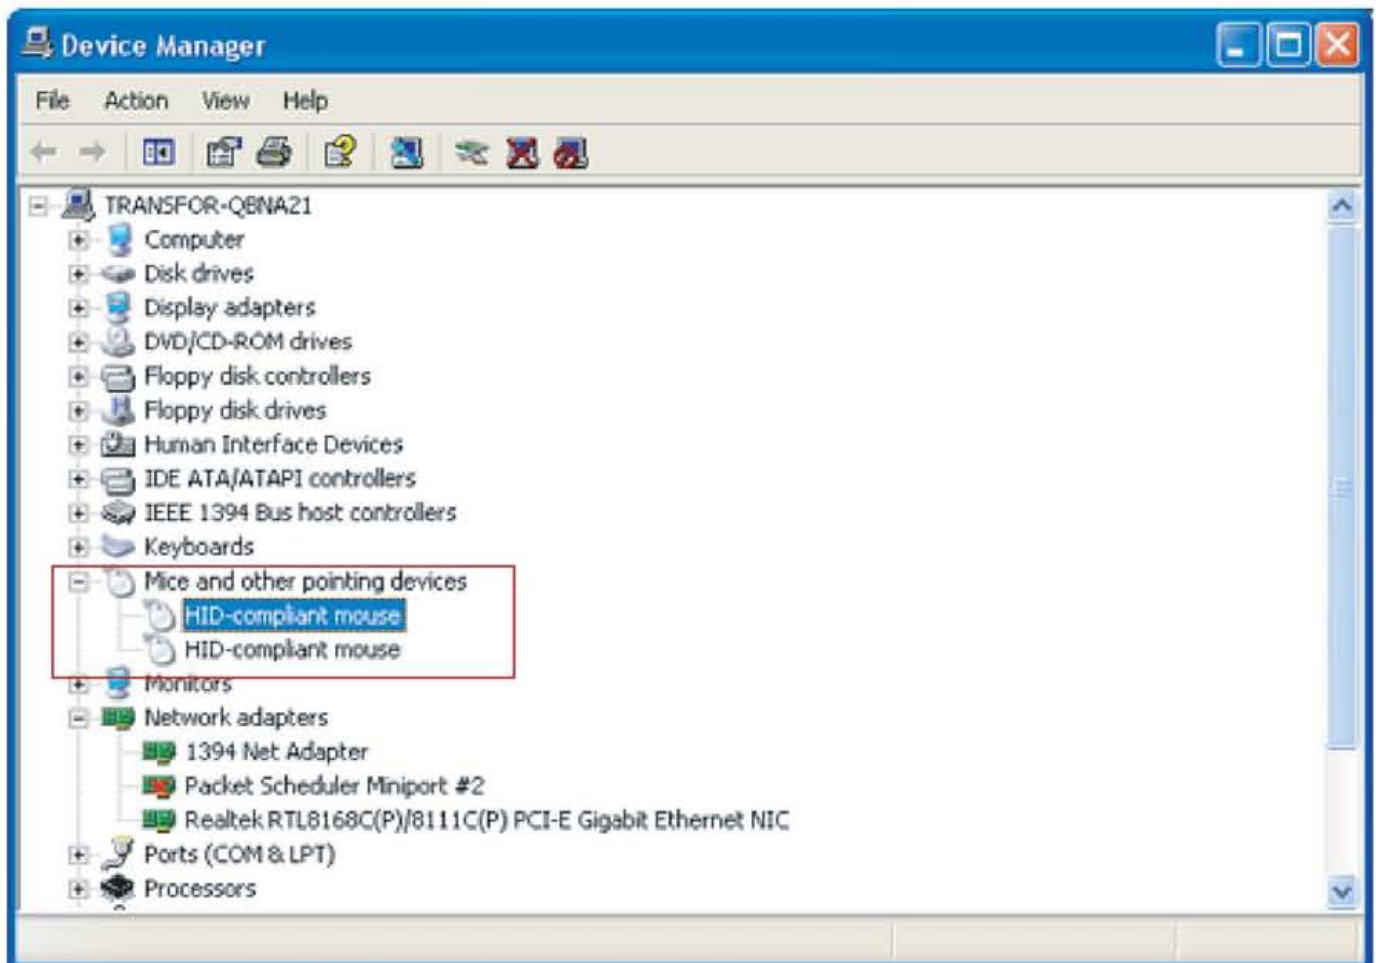 Device Manager
File Action View Help
TRANSFOR-QBNA21
Computer
Disk drives
Display adapters
DVD/CD-ROM drives
Floppy disk controllers
Floppy disk drives
Human Interface Devices
IDE ATA/ATAPI controllers
IEEE 1394 Bus host controllers
Keyboards
Mice and other pointing devices
HID-compliant mouse
HID-compliant mouse
Monitors
Network adapters
1394 Net Adapter
Packet Scheduler Miniport #2
Realtek RTL8168C(P)/8111C(P) PCI-E Gigabit Ethernet NIC
Ports (COM & LPT)
Processors